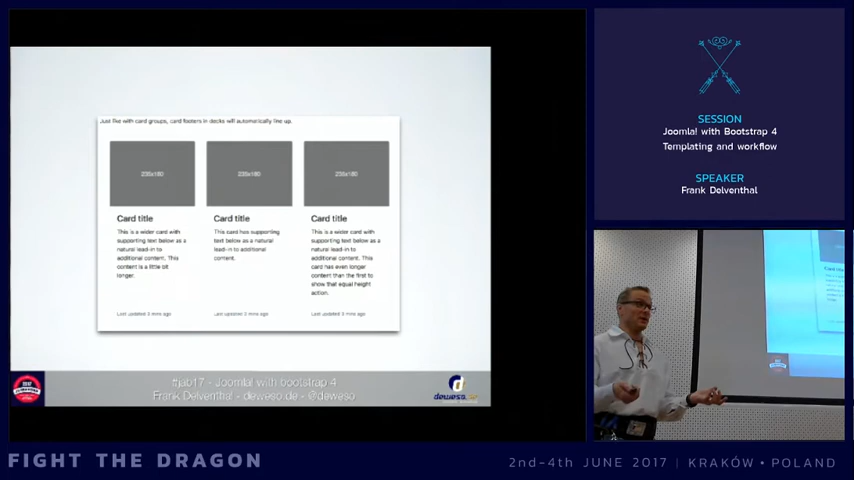 Just like with card groups, card footers in decks will automatically line up.
235x180
235x180
235x180
Card title
This is a wider card with
supporting text below as a
natural lead-in to
additional content. This
content is a little bit
longer.
Last updated 3 mins ago
Card title
This card has supporting
text below as a natural
lead-in to additional
content.
Last updated 3 mins ago
Card title
This is a wider card with
supporting text below as a
natural lead-in to
additional content. This
card has even longer
content than the first to
show that equal height
action.
Last updated 3 mins ago
#jab17 - Joomla! with bootstrap 4
Frank Delventhal - deweso.de - @deweso
deweso.de
SESSION
Joomla! with Bootstrap 4
Templating and workflow
SPEAKER
Frank Delventhal
FIGHT THE DRAGON
2nd-4th JUNE 2017 | KRAKÓW • POLAND